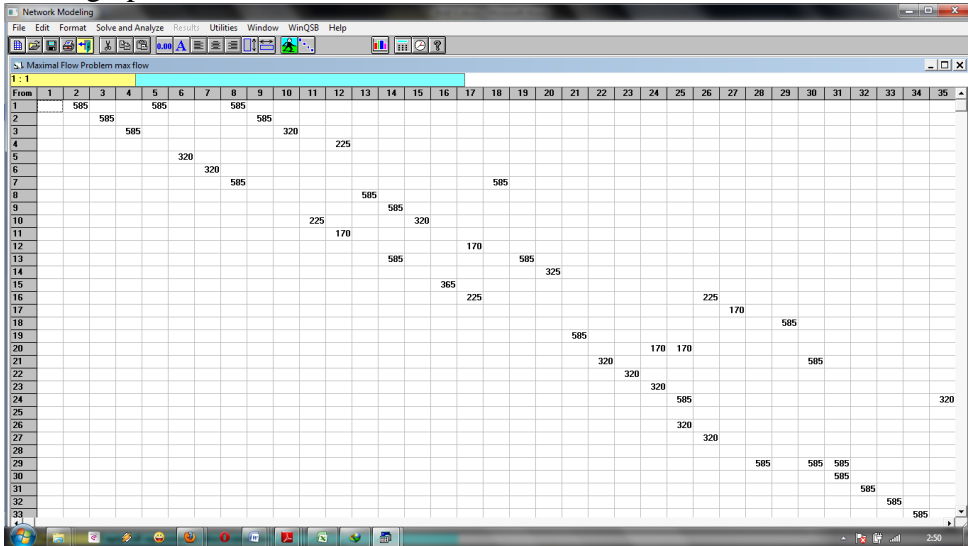 Network Modeling
File Edit Format Solve and Analyze Results Utilities Window WinQSB Help
0.00 A
Maximal Flow Problem max flow
1 : 1
From 1 2 3 4 5 6 7 8 9 10 11 12 13 14 15 16 17 18 19 20 21 22 23 24 25 26 27 28 29 30 31 32 33 34 35
1 585 585 585
2 585 585
3 585 320
4 225
5 320
6 320
7 585 585
8 585
9 585
10 225 320
11 170
12 170
13 585 585
14 325
15 365
16 225 225
17 170
18 585
19 585
20 170 170
21 320 585
22 320
23 320
24 585 320
25
26 320
27 320
28
29 585 585 585
30 585
31 585
32 585
33 585
2:50